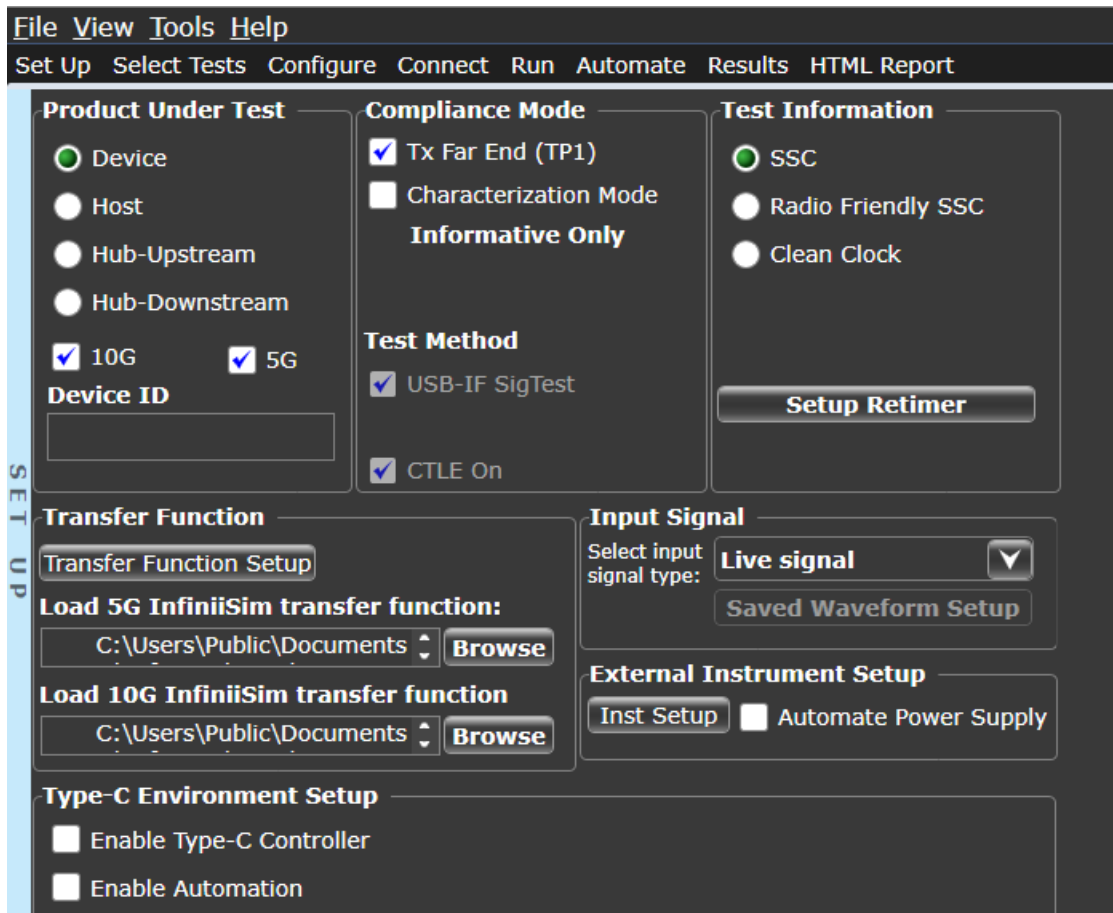 File View Tools Help
Set Up Select Tests Configure Connect Run Automate Results HTML Report
SET UP
Product Under Test
Device
Host
Hub-Upstream
Hub-Downstream
10G 5G
Device ID
Compliance Mode
Tx Far End (TP1)
Characterization Mode
Informative Only
Test Method
USB-IF SigTest
CTLE On
Test Information
SSC
Radio Friendly SSC
Clean Clock
Setup Retimer
Transfer Function
Transfer Function Setup
Load 5G InfiniiSim transfer function:
C:\Users\Public\Documents Browse
Load 10G InfiniiSim transfer function
C:\Users\Public\Documents Browse
Input Signal
Select input
signal type:
Live signal
Saved Waveform Setup
External Instrument Setup
Inst Setup Automate Power Supply
Type-C Environment Setup
Enable Type-C Controller
Enable Automation